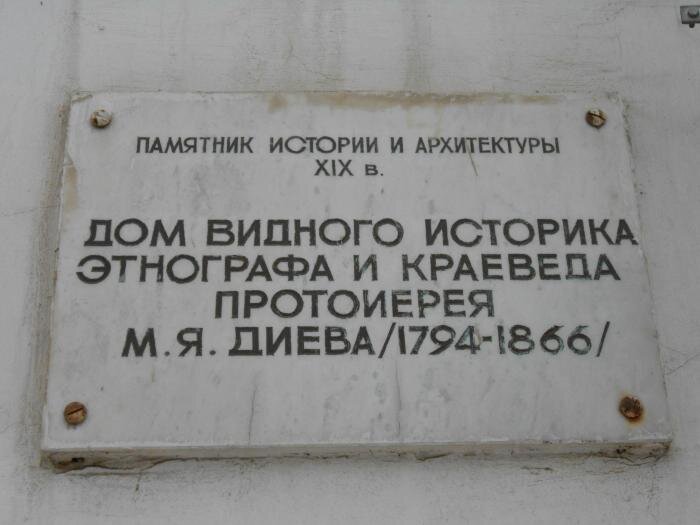 ПАМЯТНИК ИСТОРИИ И АРХИТЕКТУРЫ
XIX в.
ДОМ ВИДНОГО ИСТОРИКА
ЭТНОГРАФА И КРАЕВЕДА
ПРОТОИЕРЕЯ
М.Я. ДИЕВА/1794-1866/